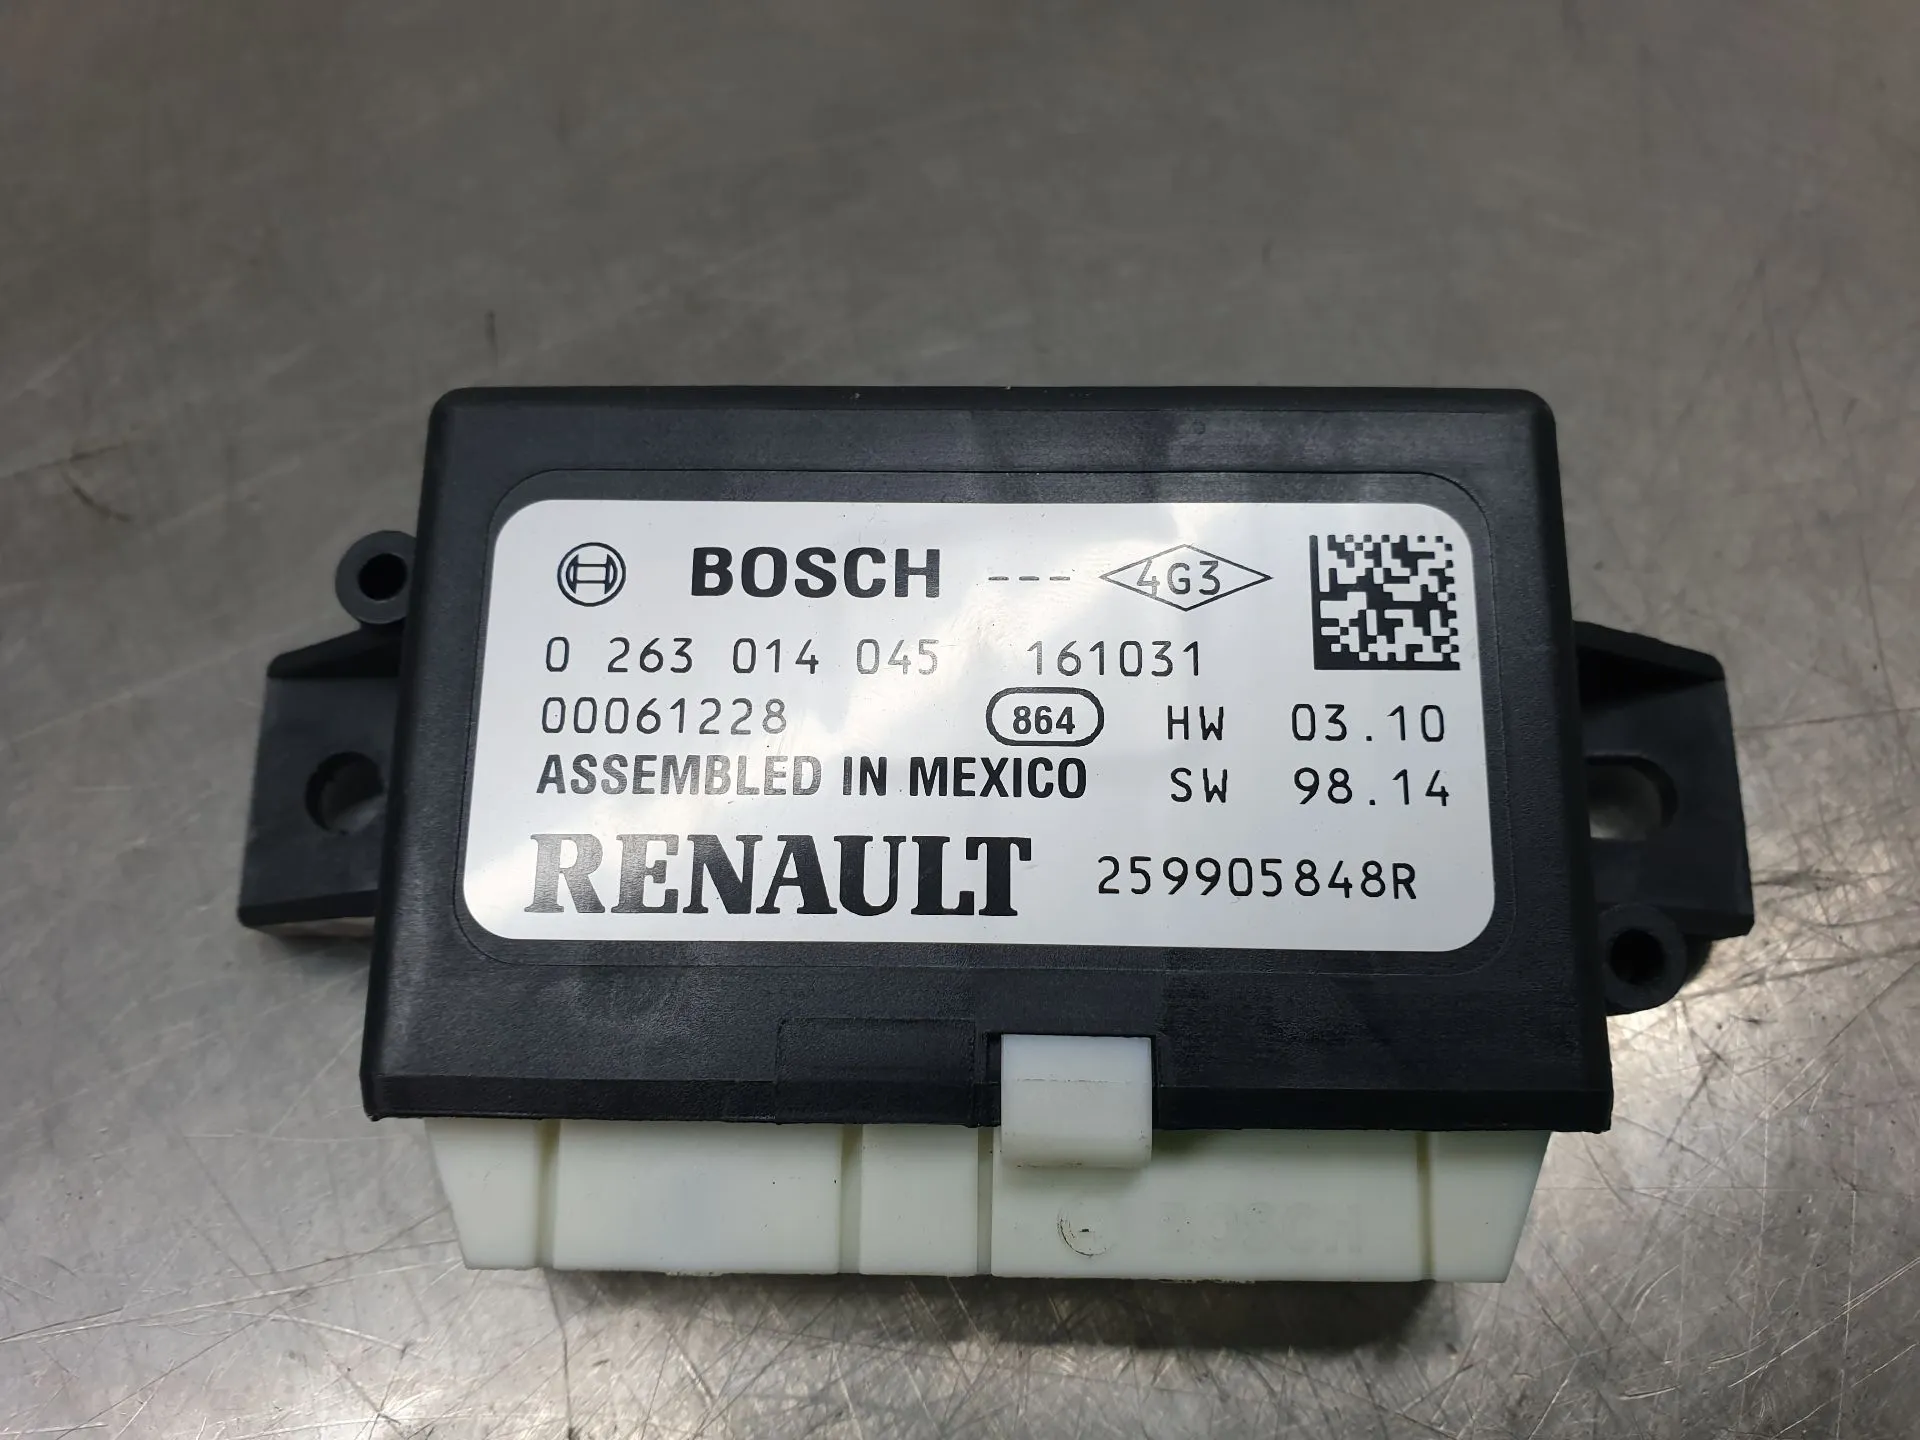 BOSCH --- 4G3
0 263 014 045 161031
00061228 864 HW 03.10
ASSEMBLED IN MEXICO SW 98.14
RENAULT 259905848R
BOSCH